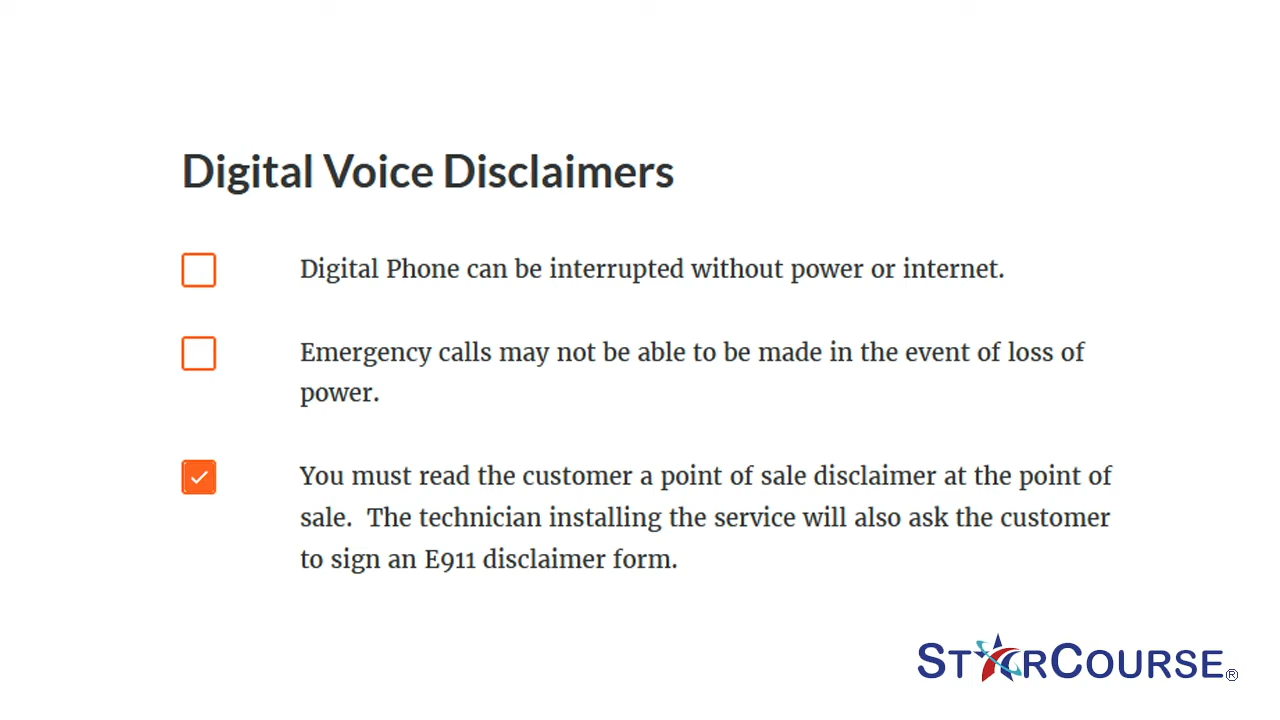 Digital Voice Disclaimers
Digital Phone can be interrupted without power or internet.
Emergency calls may not be able to be made in the event of loss of
power.
You must read the customer a point of sale disclaimer at the point of
sale.  The technician installing the service will also ask the customer
to sign an E911 disclaimer form.
STARCOURSE®